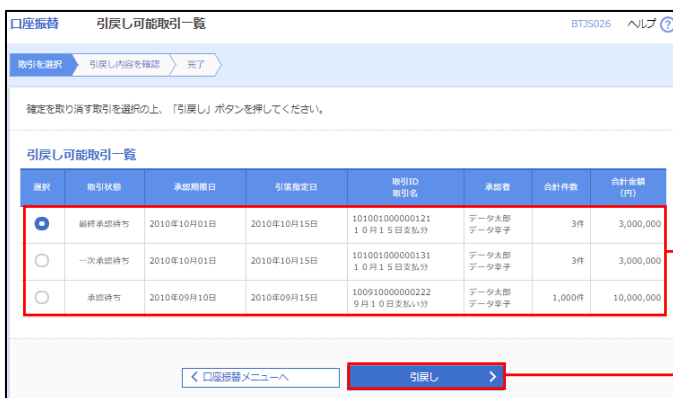 口座振替 引戻し可能取引一覧 BTJS026 ヘルプ ?
取引を選択 引戻し内容を確認 完了
確定を取り消す取引を選択の上、「引戻し」ボタンを押してください。
引戻し可能取引一覧
選択 取引状態 承認期限日 引落指定日 取引ID 承認者 合計件数 合計金額
取引名 (円)
最終承認待ち 2010年10月01日 2010年10月15日 101001000000121 データ太郎 3件 3,000,000
10月15日支払分 データ幸子
一次承認待ち 2010年10月01日 2010年10月15日 101001000000131 データ太郎 3件 3,000,000
10月15日支払分 データ幸子
承認待ち 2010年09月10日 2010年09月15日 100910000000222 データ太郎 1,000件 10,000,000
9月10日支払い分 データ幸子
口座振替メニューへ 引戻し